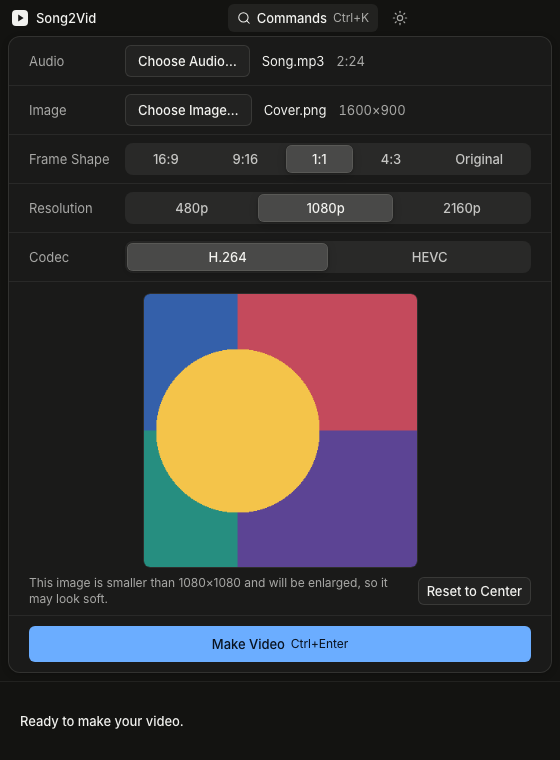 Song2Vid
Commands Ctrl+K
Audio Choose Audio... Song.mp3 2:24
Image Choose Image... Cover.png 1600×900
Frame Shape 16:9 9:16 1:1 4:3 Original
Resolution 480p 1080p 2160p
Codec H.264 HEVC
This image is smaller than 1080×1080 and will be enlarged, so it
may look soft.
Reset to Center
Make Video Ctrl+Enter
Ready to make your video.